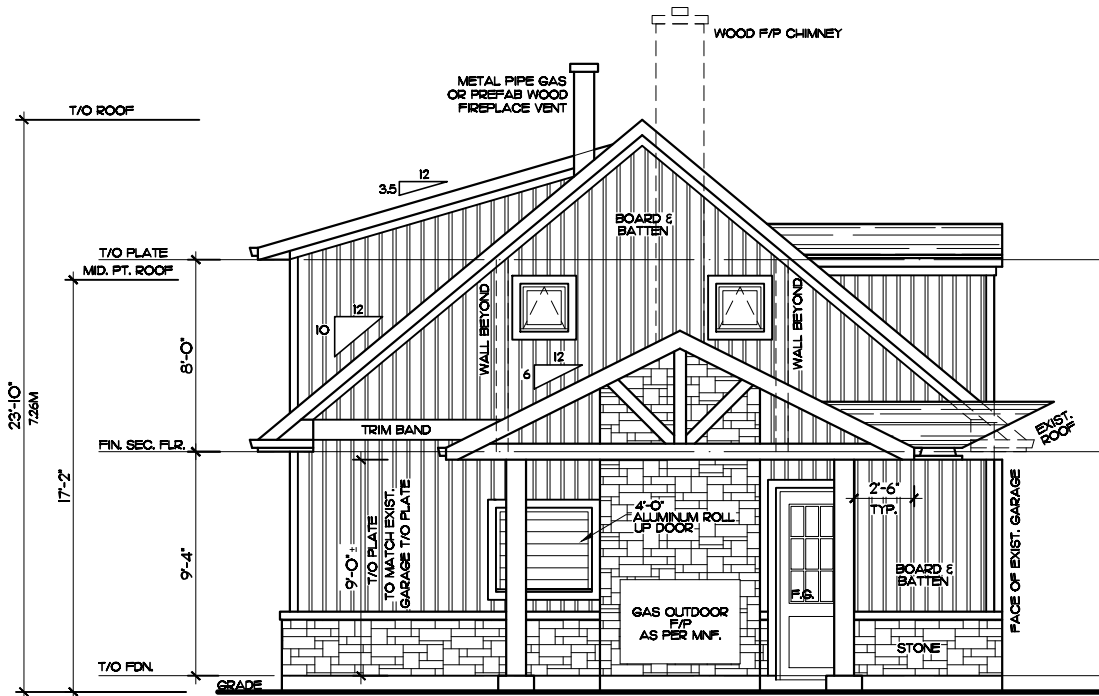 WOOD F/P CHIMNEY
METAL PIPE GAS
OR PREFAB WOOD
FIREPLACE VENT
T/O ROOF
12
3.5
BOARD &
BATTEN
T/O PLATE
MID. PT. ROOF
12
10
WALL BEYOND
WALL BEYOND
12
6
8'-0"
23'-10"
7.26M
TRIM BAND
EXIST.
ROOF
FIN. SEC. FLR.
17'-2"
2'-6"
TYP.
4'-0"
ALUMINUM ROLL
UP DOOR
9'-0" ±
T/O PLATE
TO MATCH EXIST.
GARAGE T/O PLATE
9'-4"
BOARD &
BATTEN
F.G.
FACE OF EXIST. GARAGE
GAS OUTDOOR
F/P
AS PER MNF.
STONE
T/O FDN.
GRADE